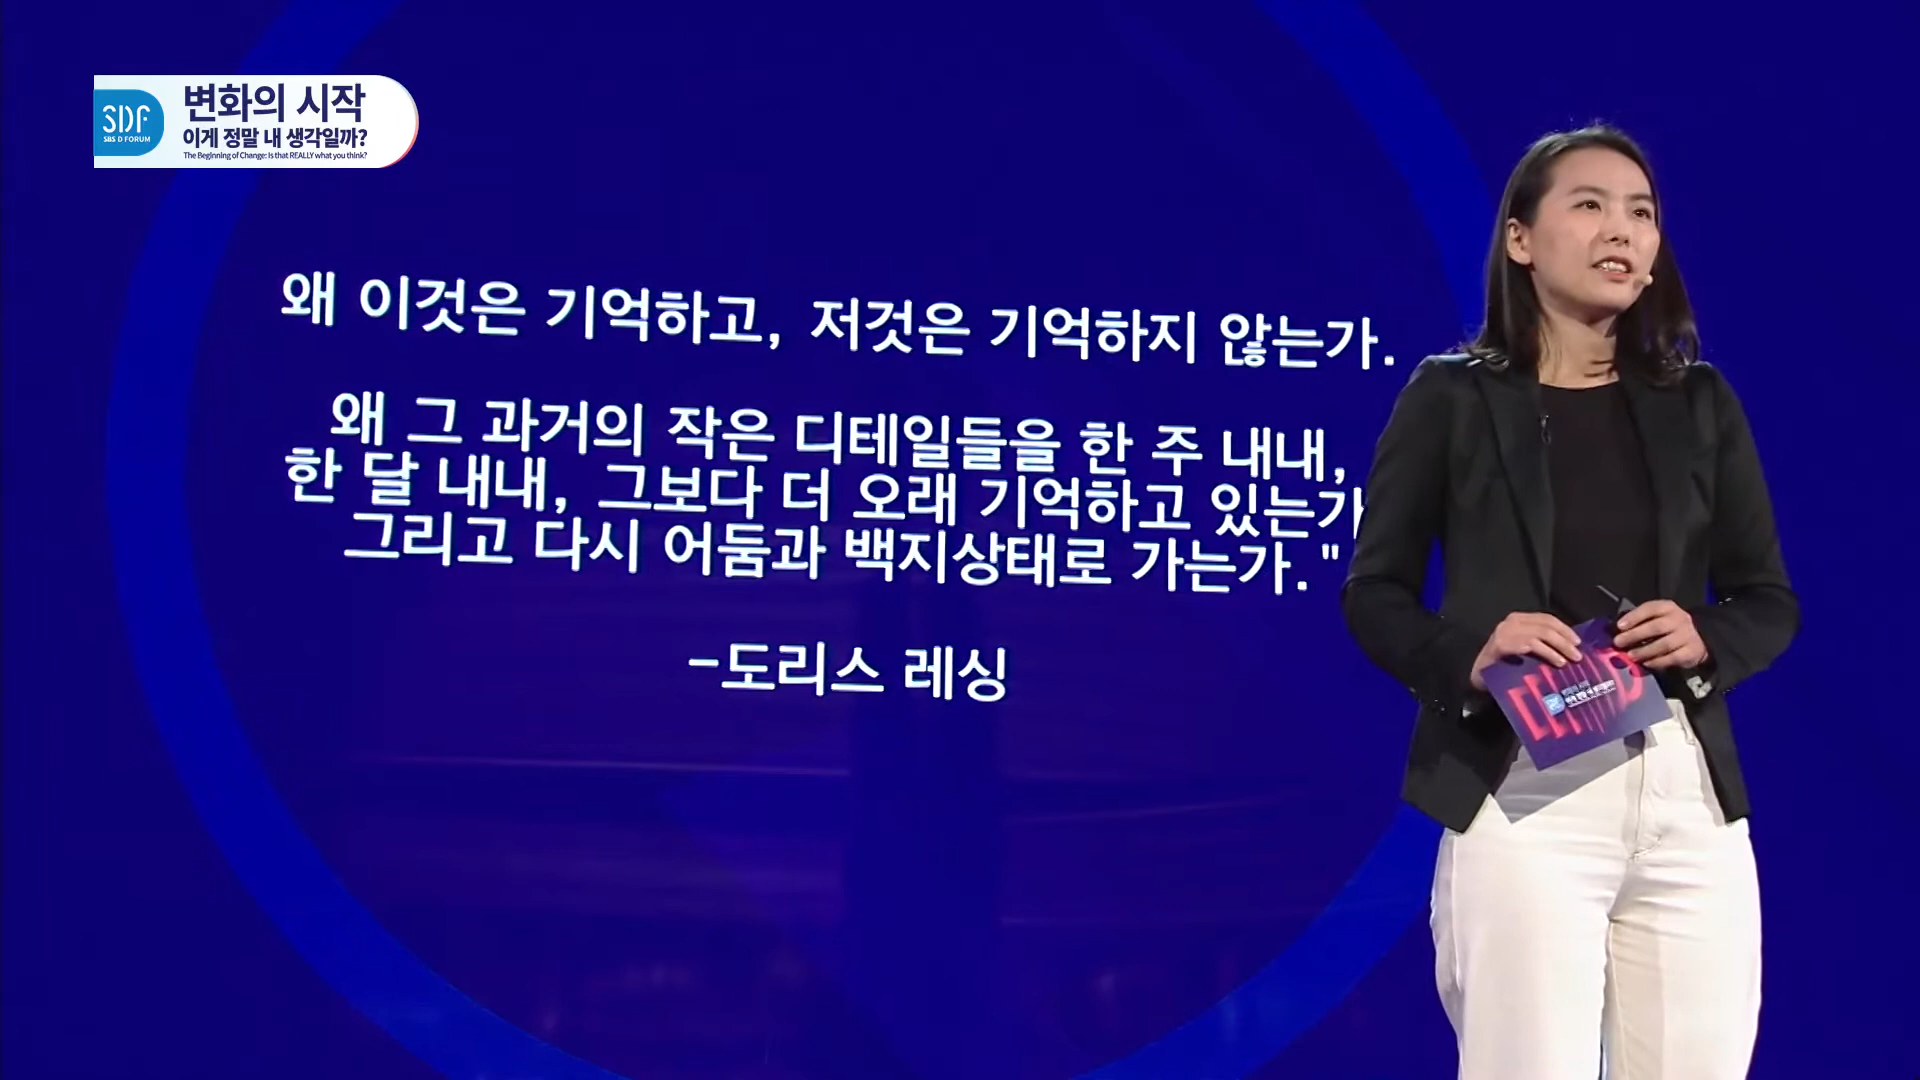 SDF
SBS D FORUM
변화의 시작
이게 정말 내 생각일까?
The Beginning of Change: Is that REALLY what you think?
왜 이것은 기억하고, 저것은 기억하지 않는가.
왜 그 과거의 작은 디테일들을 한 주 내내,
한 달 내내, 그보다 더 오래 기억하고 있는가
그리고 다시 어둠과 백지상태로 가는가."
-도리스 레싱
변화의 시작